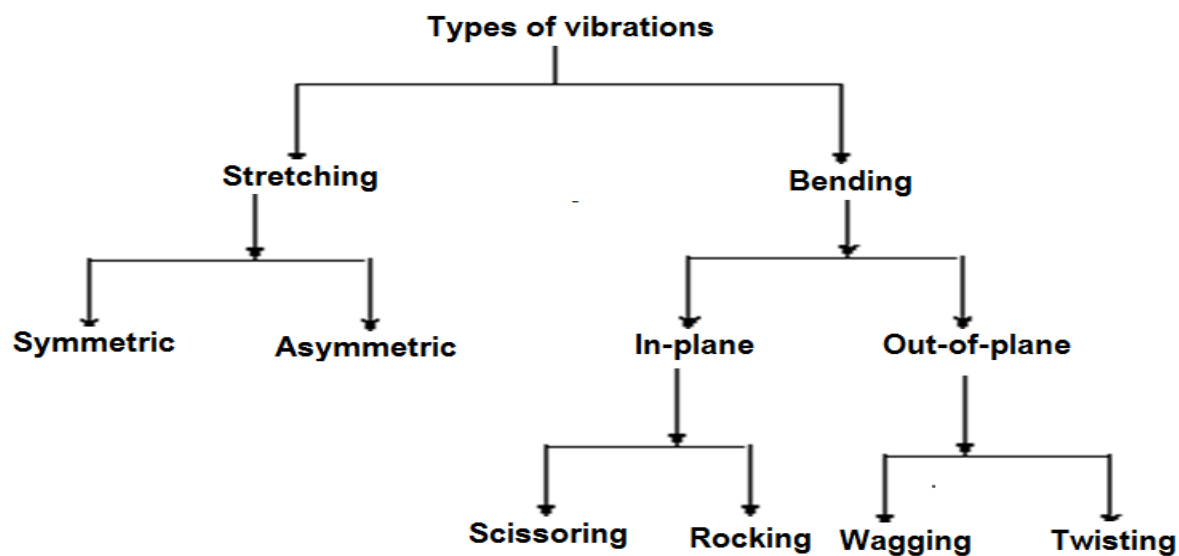 Types of vibrations
Stretching
Bending
Symmetric
Asymmetric
In-plane
Out-of-plane
Scissoring
Rocking
Wagging
Twisting